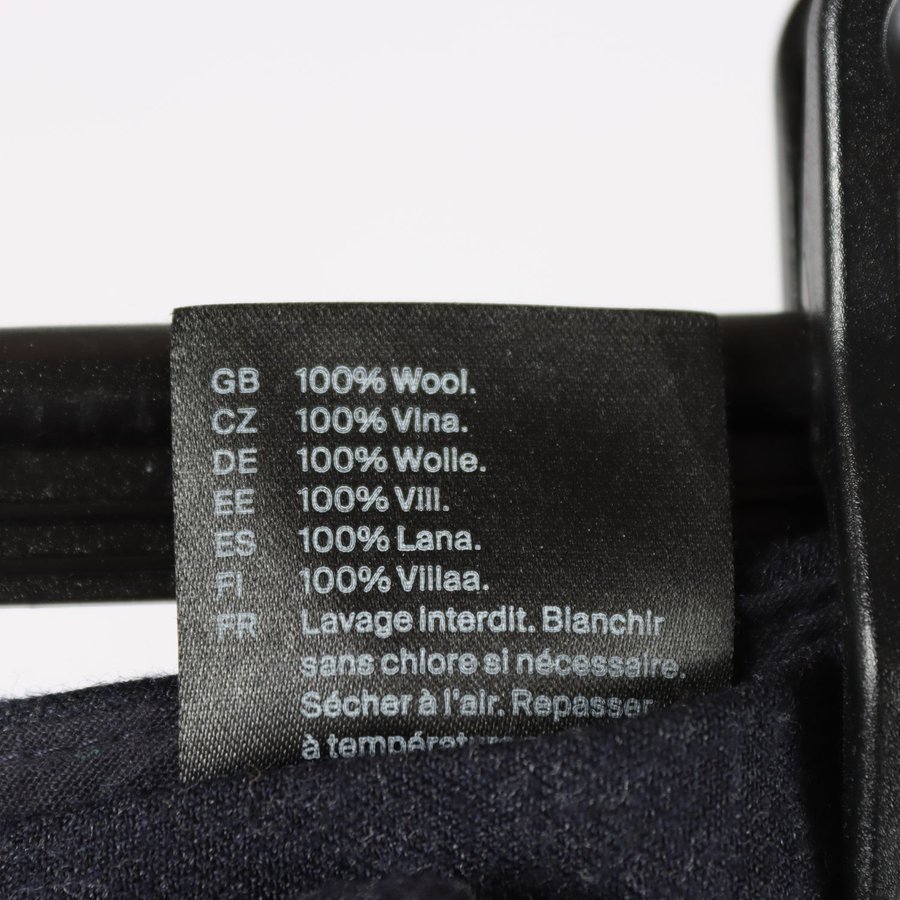 GB 100% Wool.
CZ 100% Vlna.
DE 100% Wolle.
EE 100% Vill.
ES 100% Lana.
FI 100% Villaa.
FR Lavage interdit. Blanchir
sans chlore si nécessaire.
Sécher à l'air. Repasser
à